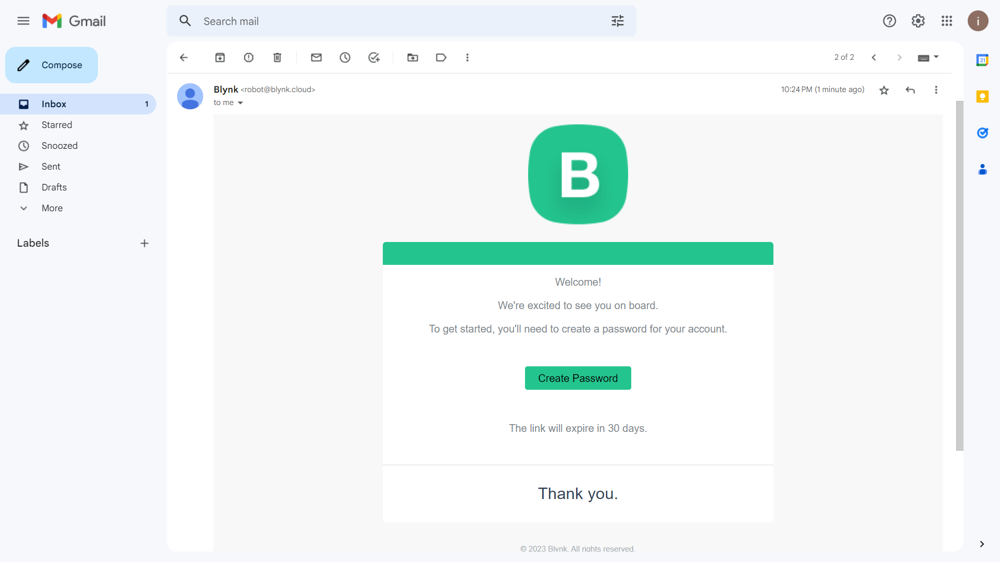 Gmail
Search mail
i
Compose
2 of 2
31
Inbox 1
Starred
Snoozed
Sent
Drafts
More
Labels
Blynk <robot@blynk.cloud>
10:24 PM (1 minute ago)
to me
B
Welcome!
We're excited to see you on board.
To get started, you'll need to create a password for your account.
Create Password
The link will expire in 30 days.
Thank you.
© 2023 Blynk. All rights reserved.